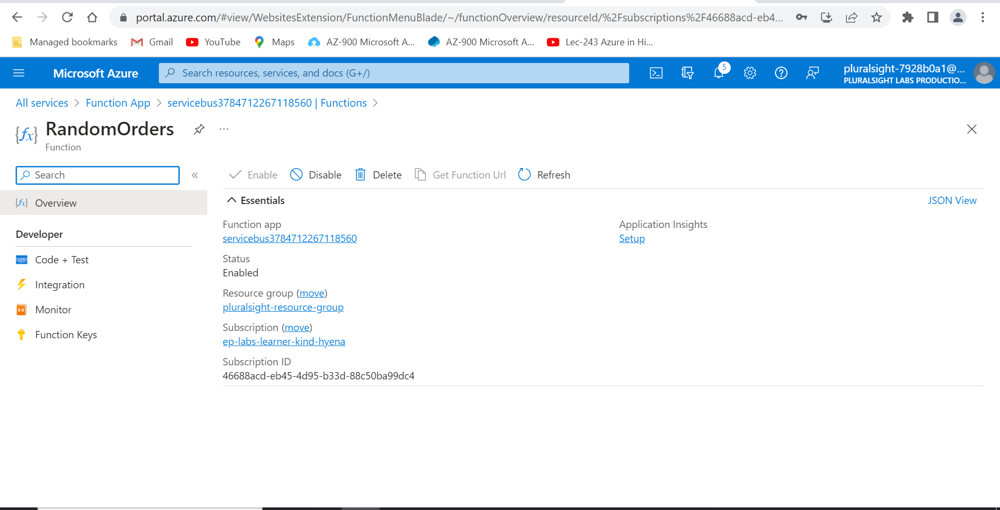 portal.azure.com/#view/WebsitesExtension/FunctionMenuBlade/~/functionOverview/resourceId/%2Fsubscriptions%2F46688acd-eb4...
Managed bookmarks Gmail YouTube Maps AZ-900 Microsoft A... AZ-900 Microsoft A... Lec-243 Azure in Hi...
Microsoft Azure Search resources, services, and docs (G+/) 5 pluralsight-7928b0a1@...
PLURALSIGHT LABS PRODUCTIO...
All services > Function App > servicebus3784712267118560 | Functions >
{fx} RandomOrders ...
Function
Search «
Enable Disable Delete Get Function Url Refresh
{fx} Overview
Developer
Code + Test
Integration
Monitor
Function Keys
Essentials JSON View
Function app
servicebus3784712267118560
Status
Enabled
Resource group (move)
pluralsight-resource-group
Subscription (move)
ep-labs-learner-kind-hyena
Subscription ID
46688acd-eb45-4d95-b33d-88c50ba99dc4
Application Insights
Setup